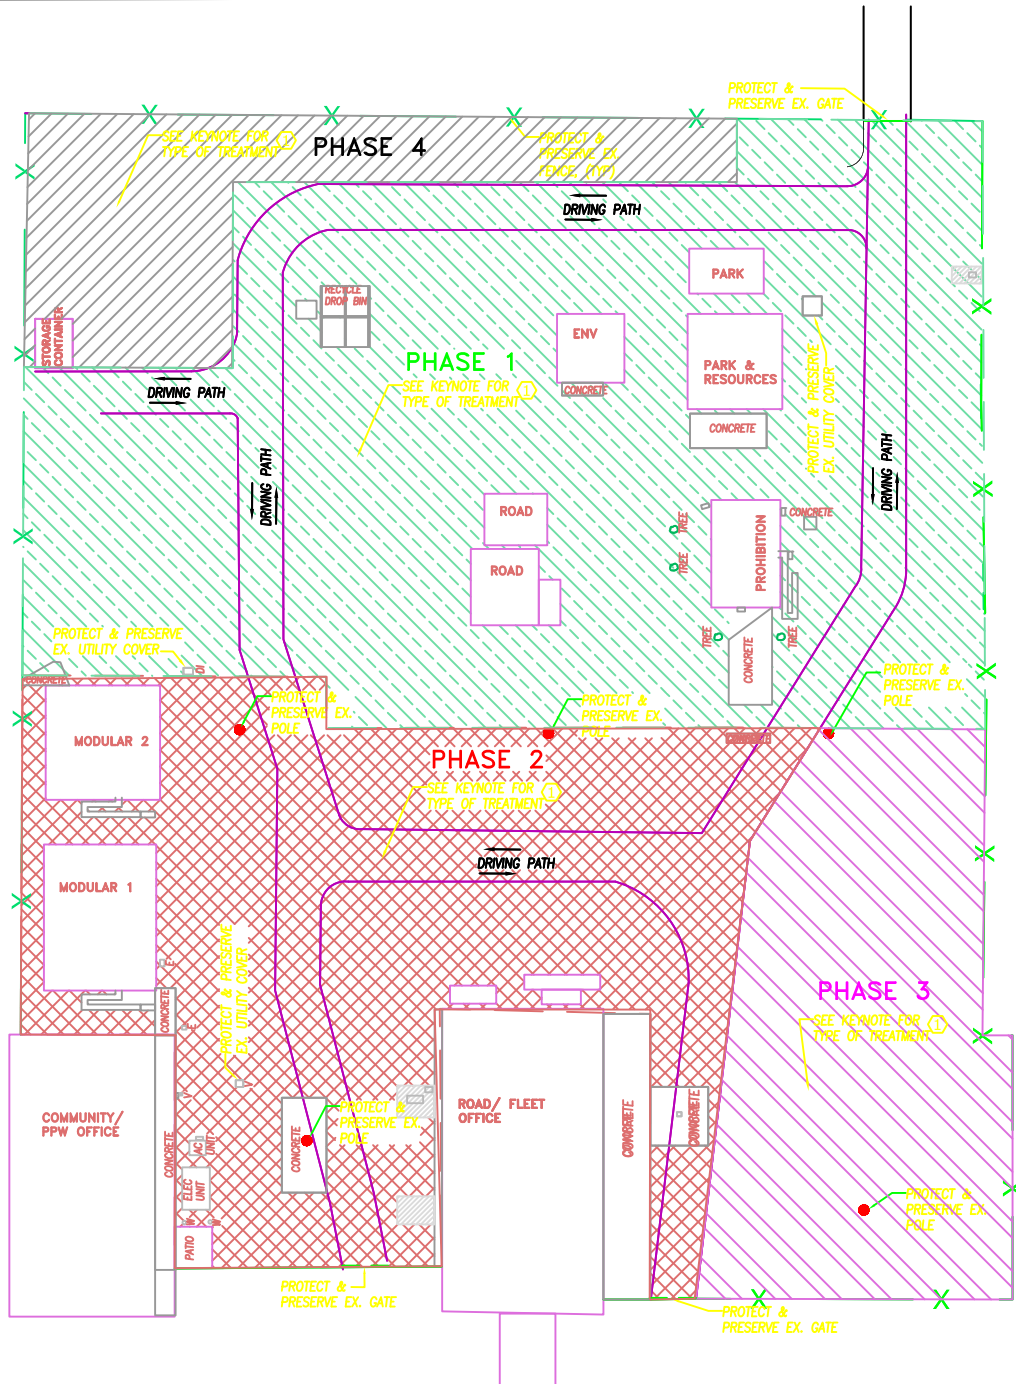 PROTECT &
PRESERVE EX. GATE
SEE KEYNOTE FOR
TYPE OF TREATMENT
1
PHASE 4
PROTECT &
PRESERVE EX.
FENCE, (TYP)
DRIVING PATH
PARK
RECYCLE
DROP BIN
STORAGE
CONTAINER
ENV
CONCRETE
PARK &
RESOURCES
CONCRETE
PROTECT & PRESERVE
EX. UTILITY COVER
PHASE 1
SEE KEYNOTE FOR
TYPE OF TREATMENT
1
DRIVING PATH
DRIVING PATH
DRIVING PATH
ROAD
ROAD
TREE
TREE
PROHIBITION
CONCRETE
TREE
TREE
CONCRETE
PROTECT & PRESERVE
EX. UTILITY COVER
DI
CONCRETE
PROTECT &
PRESERVE EX.
POLE
PROTECT &
PRESERVE EX.
POLE
PROTECT &
PRESERVE EX.
POLE
CONCRETE
MODULAR 2
PHASE 2
SEE KEYNOTE FOR
TYPE OF TREATMENT
1
DRIVING PATH
MODULAR 1
PROTECT & PRESERVE
EX. UTILITY COVER
E
E
CONCRETE
PHASE 3
SEE KEYNOTE FOR
TYPE OF TREATMENT
1
V
COMMUNITY/
PPW OFFICE
CONCRETE
AC
UNIT
ELEC
UNIT
W
W
PATIO
CONCRETE
PROTECT &
PRESERVE EX.
POLE
ROAD/ FLEET
OFFICE
CONCRETE
CONCRETE
PROTECT &
PRESERVE EX.
POLE
PROTECT &
PRESERVE EX. GATE
PROTECT &
PRESERVE EX. GATE